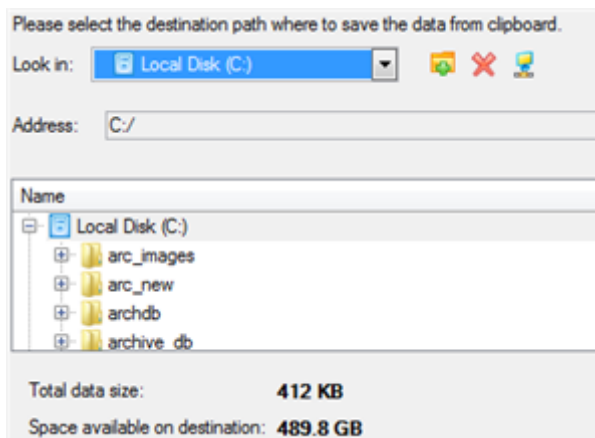 Please select the destination path where to save the data from clipboard.
Look in: Local Disk (C:)
Address: C:/
Name
Local Disk (C:)
arc_images
arc_new
archdb
archive_db
Total data size: 412 KB
Space available on destination: 489.8 GB